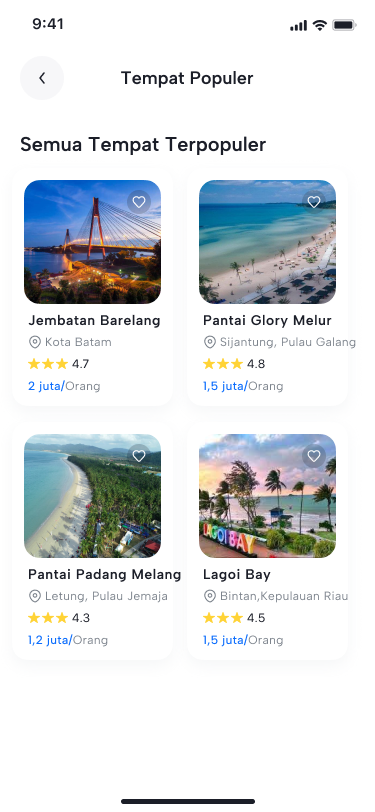 9:41
Tempat Populer
Semua Tempat Terpopuler
Jembatan Barelang
Kota Batam
4.7
2 juta/Orang
Pantai Glory Melur
Sijantung, Pulau Galang
4.8
1,5 juta/Orang
Pantai Padang Melang
Letung, Pulau Jemaja
4.3
1,2 juta/Orang
LAGOI BAY
Lagoi Bay
Bintan,Kepulauan Riau
4.5
1,5 juta/Orang